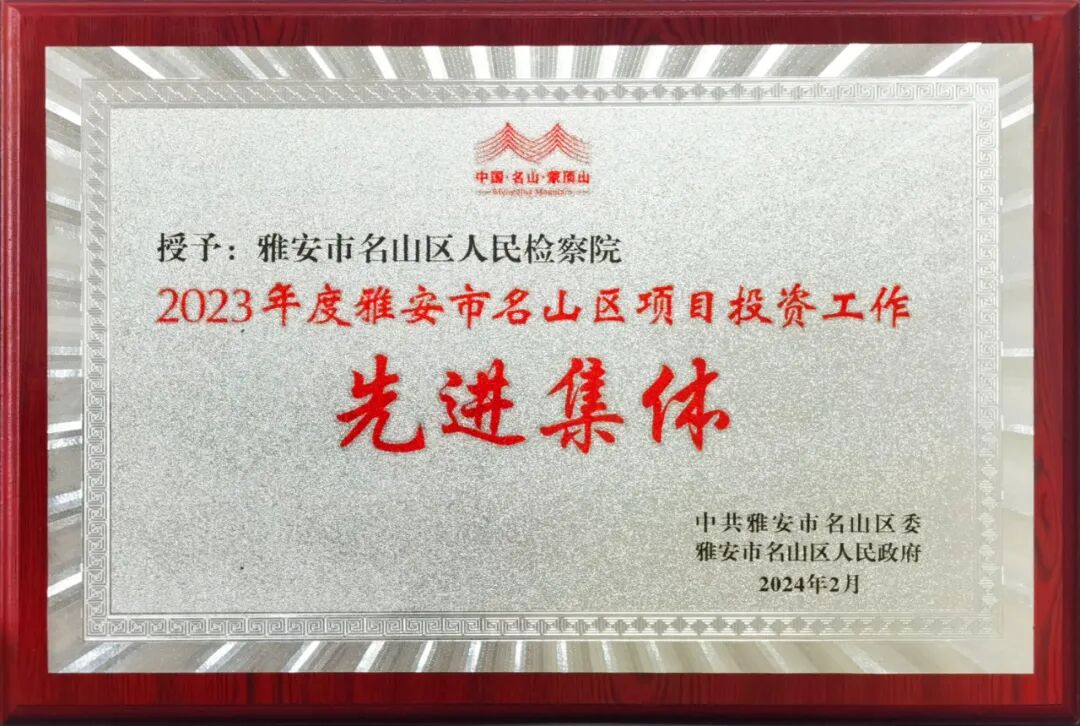 中国·名山·蒙顶山
Mengding Mountain
授予：雅安市名山区人民检察院
2023年度雅安市名山区项目投资工作
先进集体
中共雅安市名山区委
雅安市名山区人民政府
2024年2月